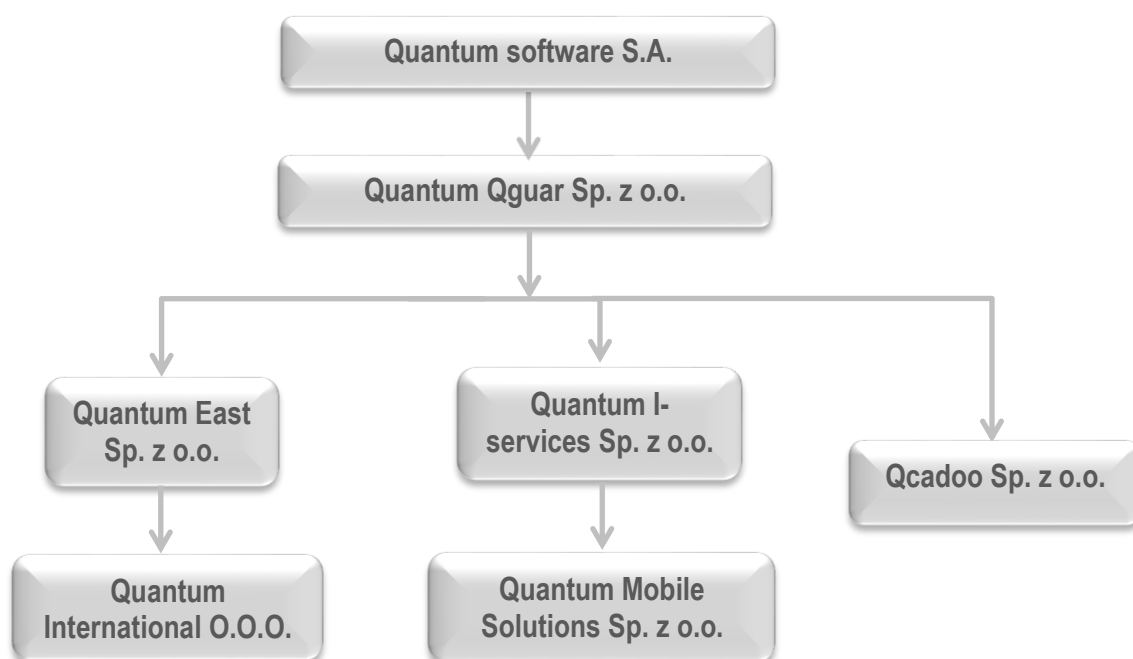 Quantum software S.A.
Quantum Qguar Sp. z o.o.
Quantum East
Sp. z o.o.
Quantum I-
services Sp. z o.o.
Qcadoo Sp. z o.o.
Quantum
International O.O.O.
Quantum Mobile
Solutions Sp. z o.o.